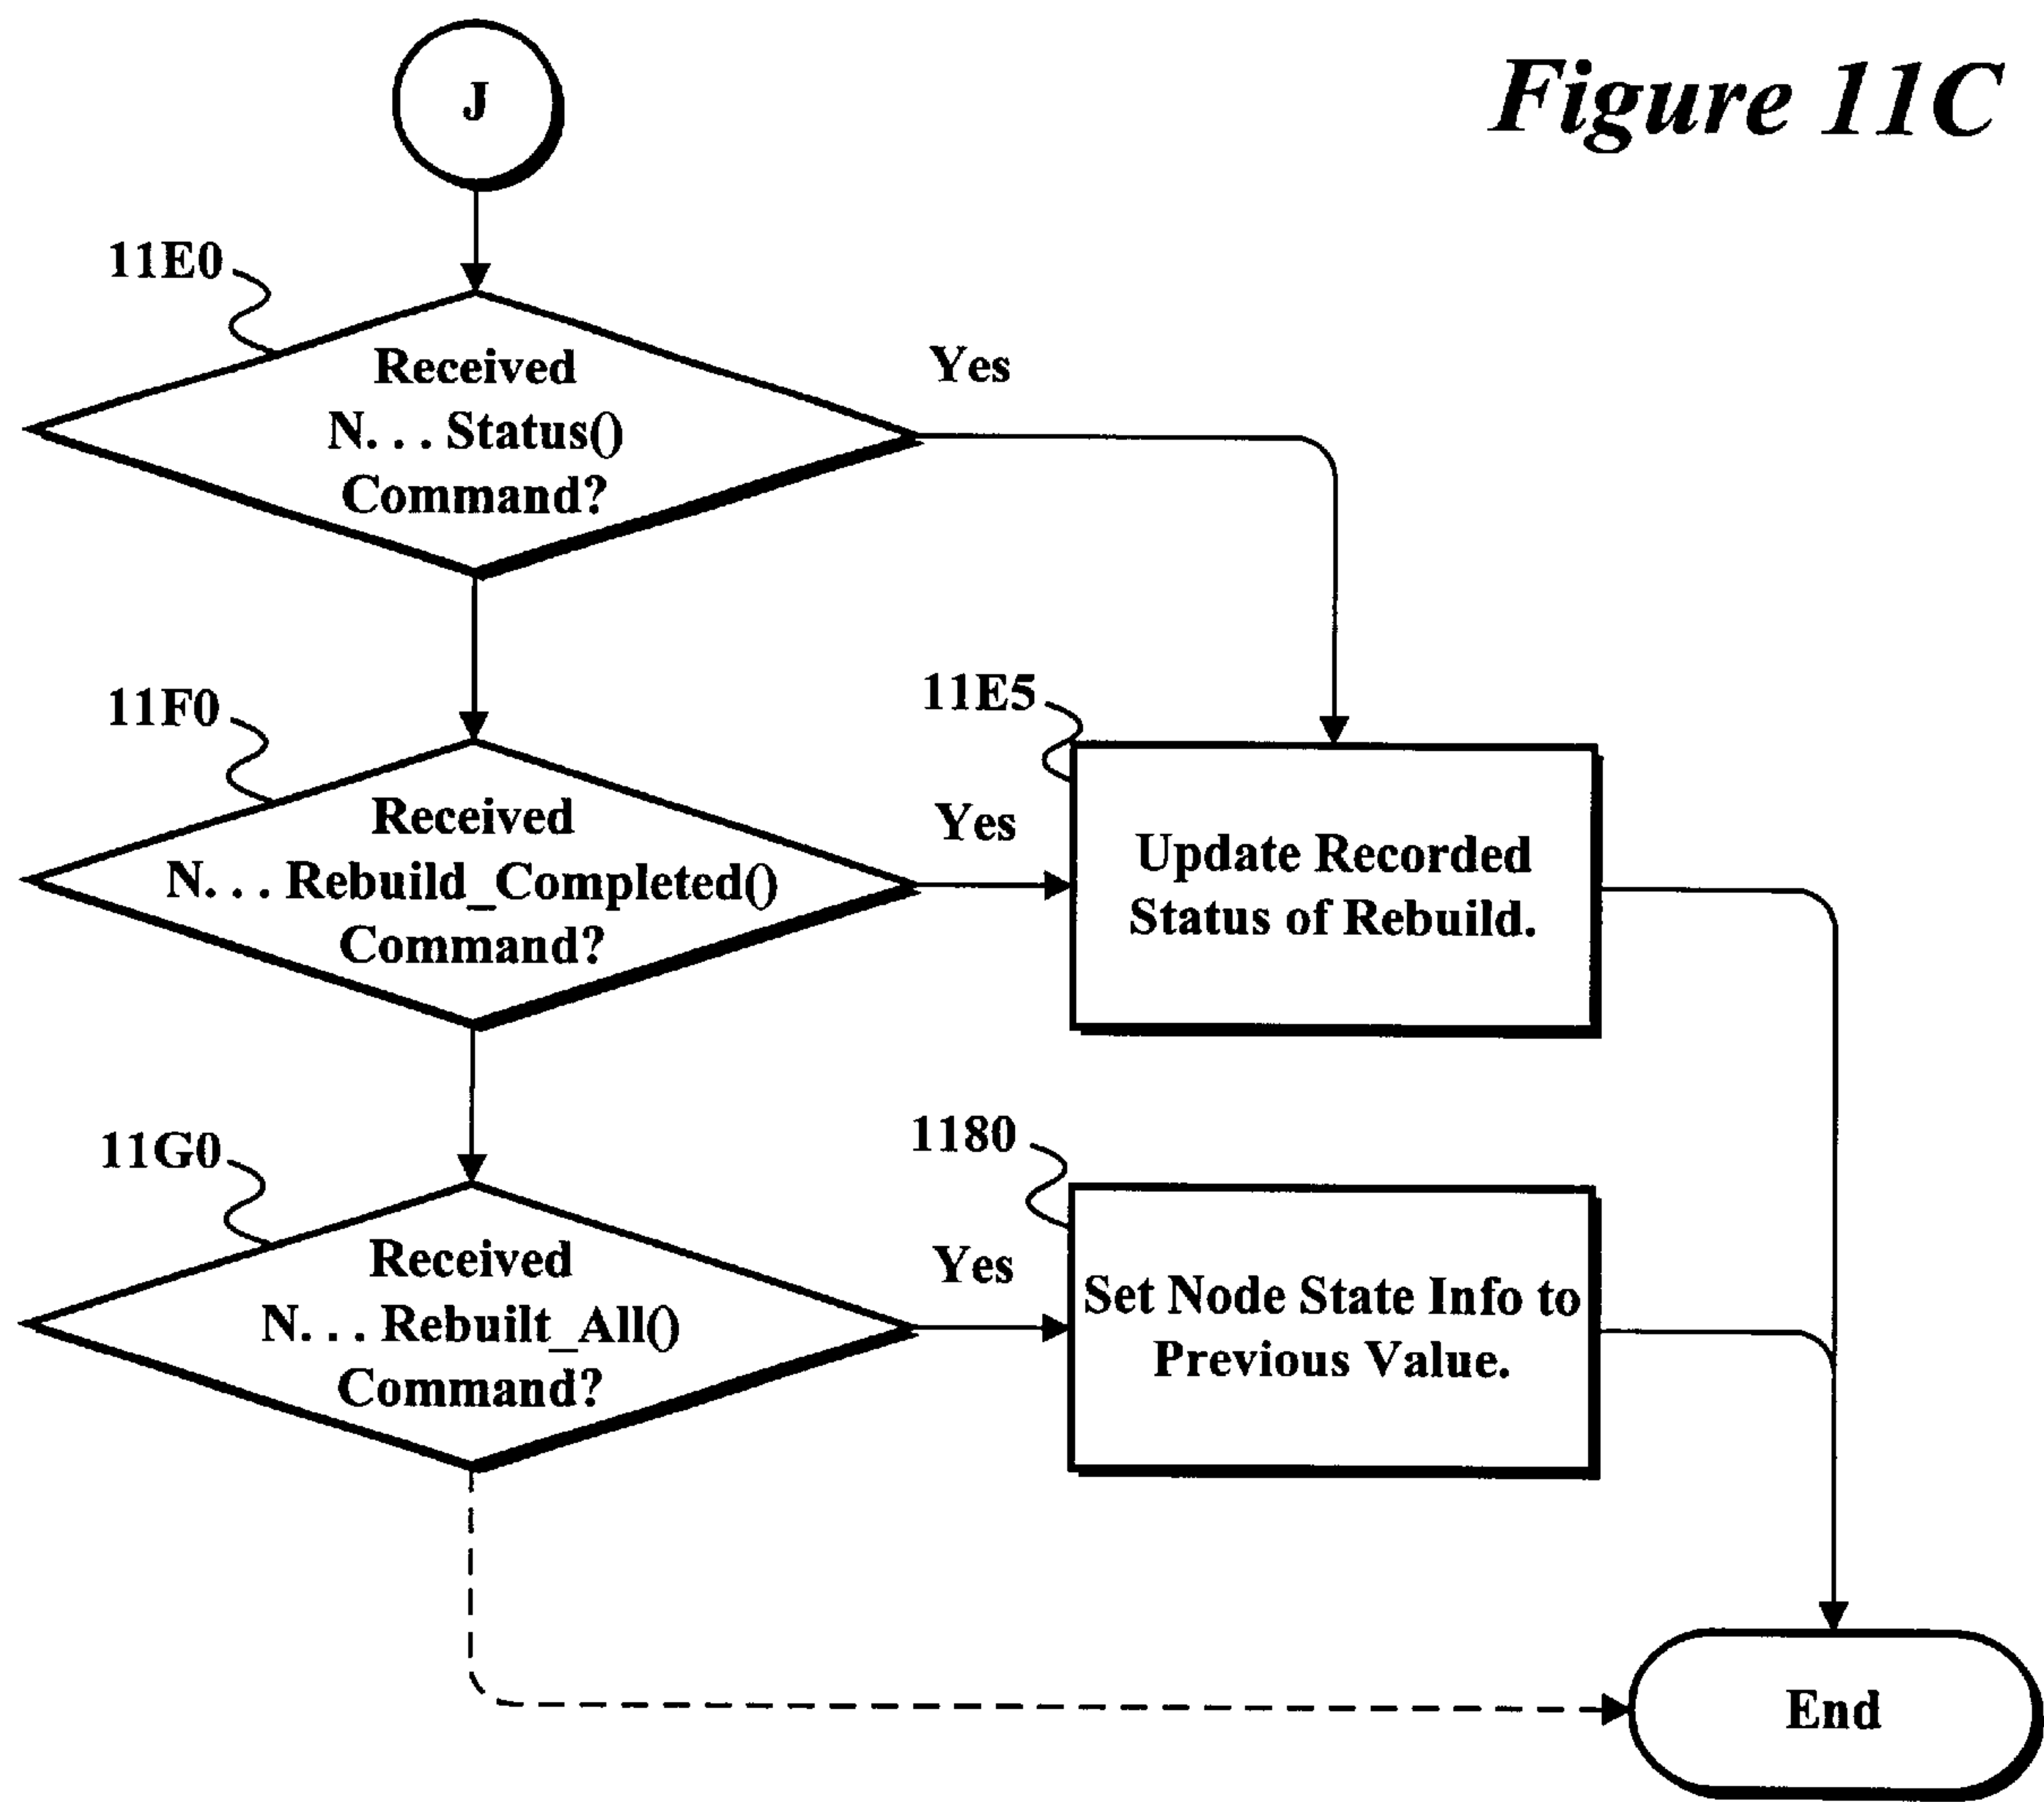 Figure 11C
J
11E0
Received
N. . . Status()
Command?
Yes
11F0
Received
N. . . Rebuild_Completed()
Command?
Yes
11E5
Update Recorded
Status of Rebuild.
11G0
Received
N. . . Rebuilt_All()
Command?
Yes
1180
Set Node State Info to
Previous Value.
End